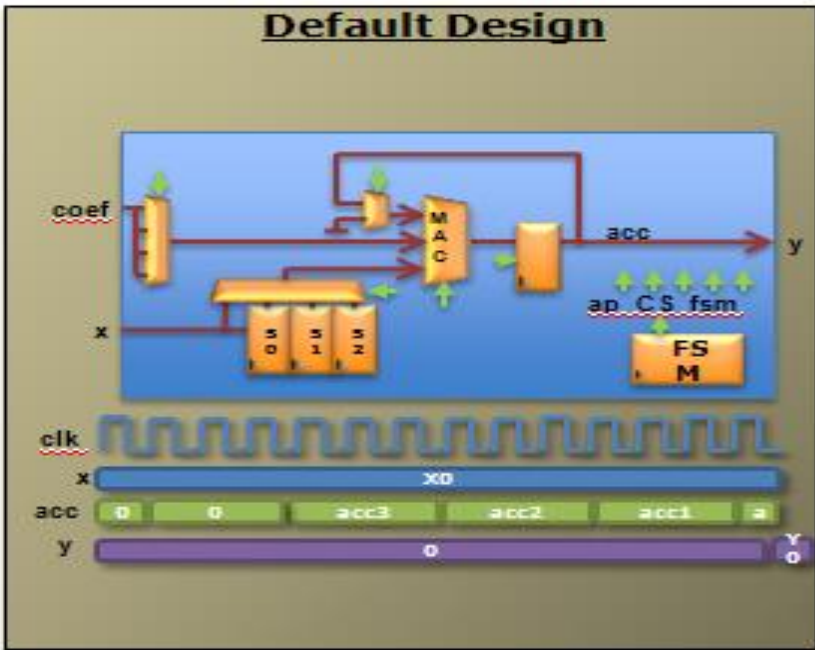 Default Design
coef
M
A
C
acc
y
ap_CS_fsm
x
S
0
S
1
S
2
FS
M
clk
x
X0
acc
0
0
acc3
acc2
acc1
a
y
0
Y
0